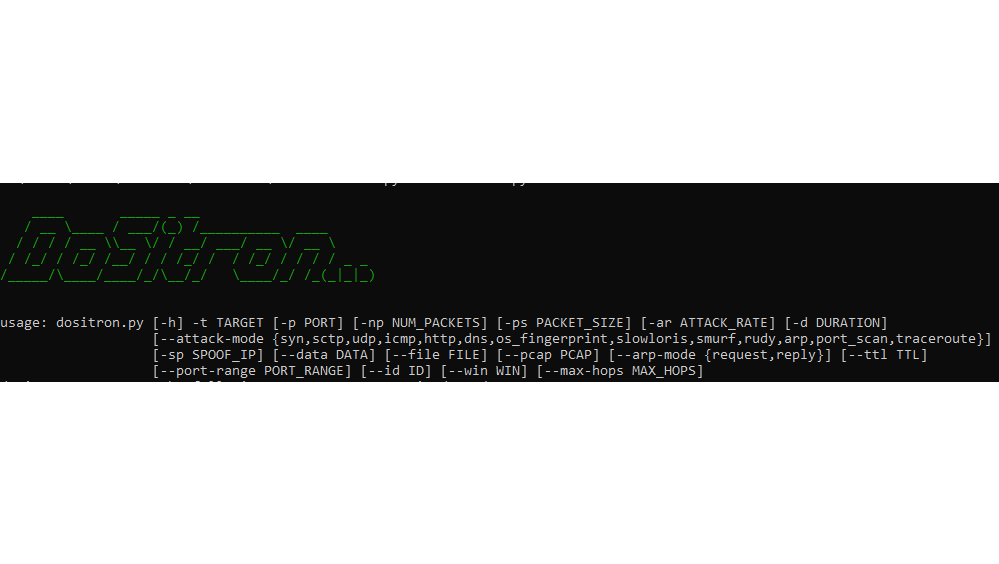 DoSitron...
usage: dositron.py [-h] -t TARGET [-p PORT] [-np NUM_PACKETS] [-ps PACKET_SIZE] [-ar ATTACK_RATE] [-d DURATION]
[--attack-mode {syn,sctp,udp,icmp,http,dns,os_fingerprint,slowloris,smurf,rudy,arp,port_scan,traceroute}]
[-sp SPOOF_IP] [--data DATA] [--file FILE] [--pcap PCAP] [--arp-mode {request,reply}] [--ttl TTL]
[--port-range PORT_RANGE] [--id ID] [--win WIN] [--max-hops MAX_HOPS]